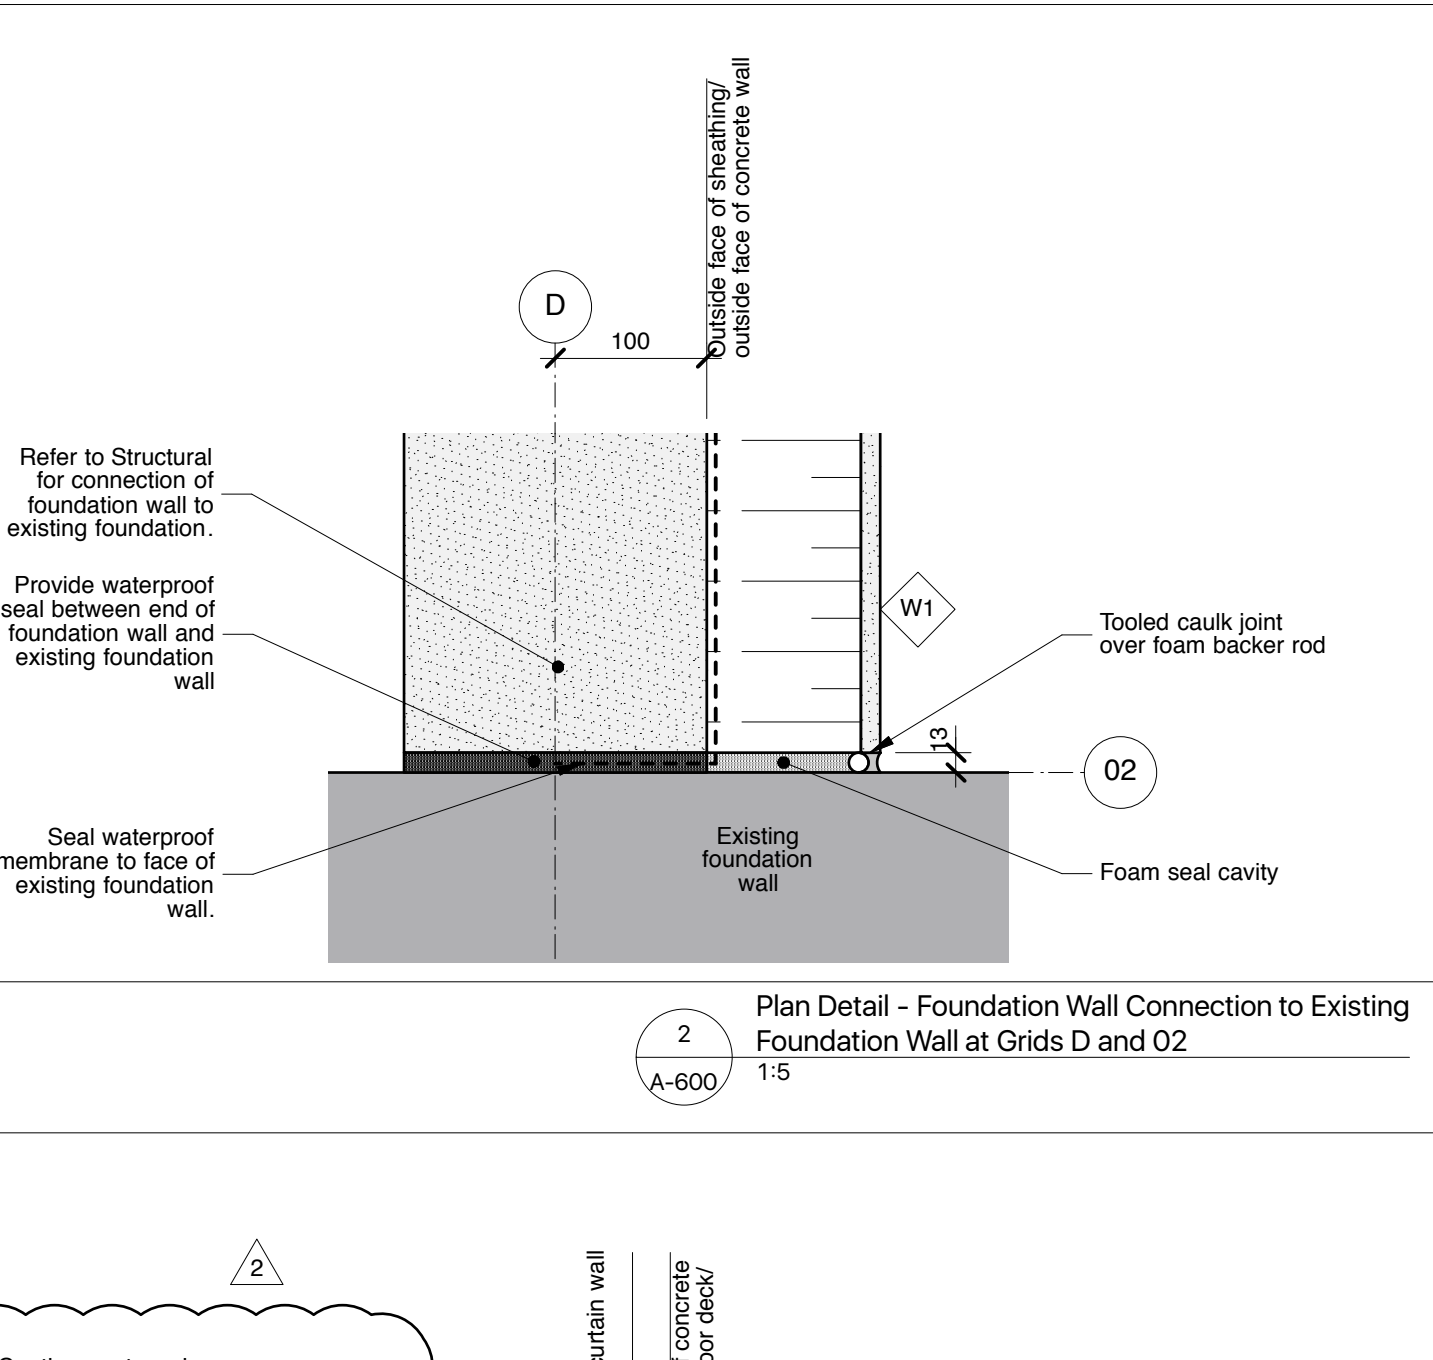 Outside face of sheathing/
outside face of concrete wall
D
100
Refer to Structural
for connection of
foundation wall to
existing foundation.
Provide waterproof
seal between end of
foundation wall and
existing foundation
wall
W1
Tooled caulk joint
over foam backer rod
13
02
Seal waterproof
membrane to face of
existing foundation
wall.
Existing
foundation
wall
Foam seal cavity
2
A-600
Plan Detail - Foundation Wall Connection to Existing
Foundation Wall at Grids D and 02
1:5
2
curtain wall
concrete
deck/